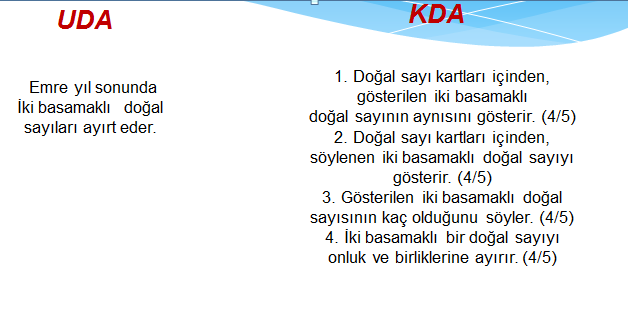 UDA
Emre yıl sonunda
İki basamaklı doğal
sayıları ayırt eder.
KDA
1. Doğal sayı kartları içinden,
gösterilen iki basamaklı
doğal sayının aynısını gösterir. (4/5)
2. Doğal sayı kartları içinden,
söylenen iki basamaklı doğal sayıyı
gösterir. (4/5)
3. Gösterilen iki basamaklı doğal
sayısının kaç olduğunu söyler. (4/5)
4. İki basamaklı bir doğal sayıyı
onluk ve birliklerine ayırır. (4/5)